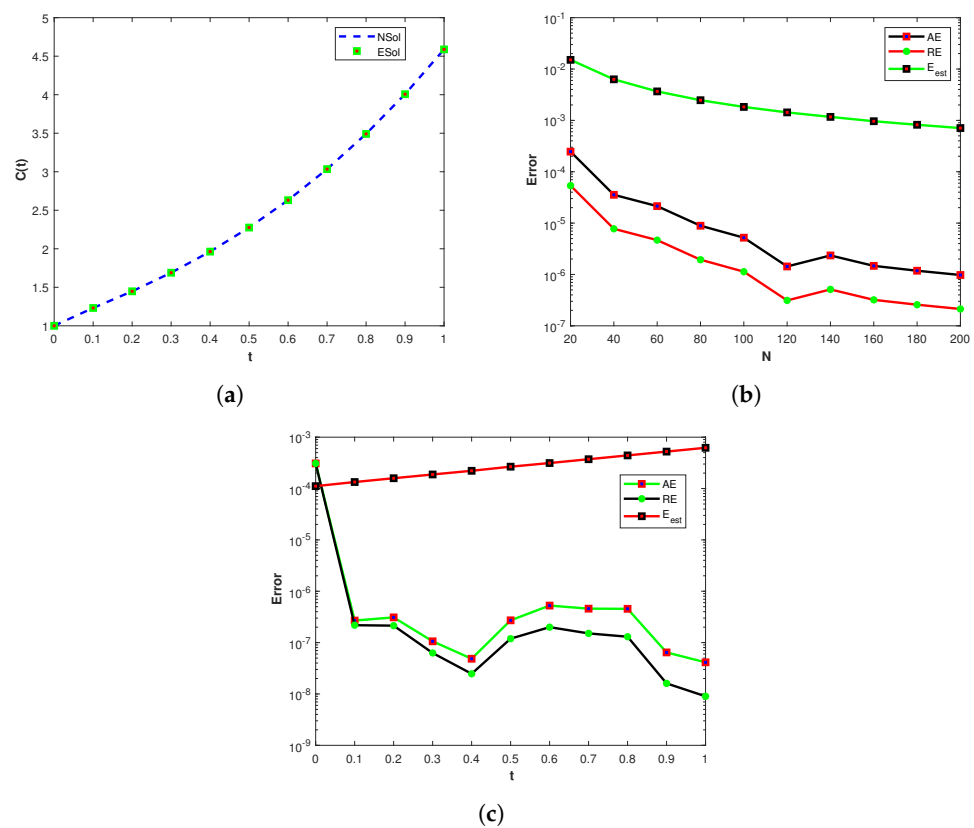 5
4.5
4
3.5
3
2.5
2
1.5
1
C(t)
0 0.1 0.2 0.3 0.4 0.5 0.6 0.7 0.8 0.9 1
t
NSol
ESol
(a)
10-1
10-2
10-3
10-4
10-5
10-6
10-7
Error
20 40 60 80 100 120 140 160 180 200
N
AE
RE
Eest
(b)
10-3
10-4
10-5
10-6
10-7
10-8
10-9
Error
0 0.1 0.2 0.3 0.4 0.5 0.6 0.7 0.8 0.9 1
t
AE
RE
Eest
(c)